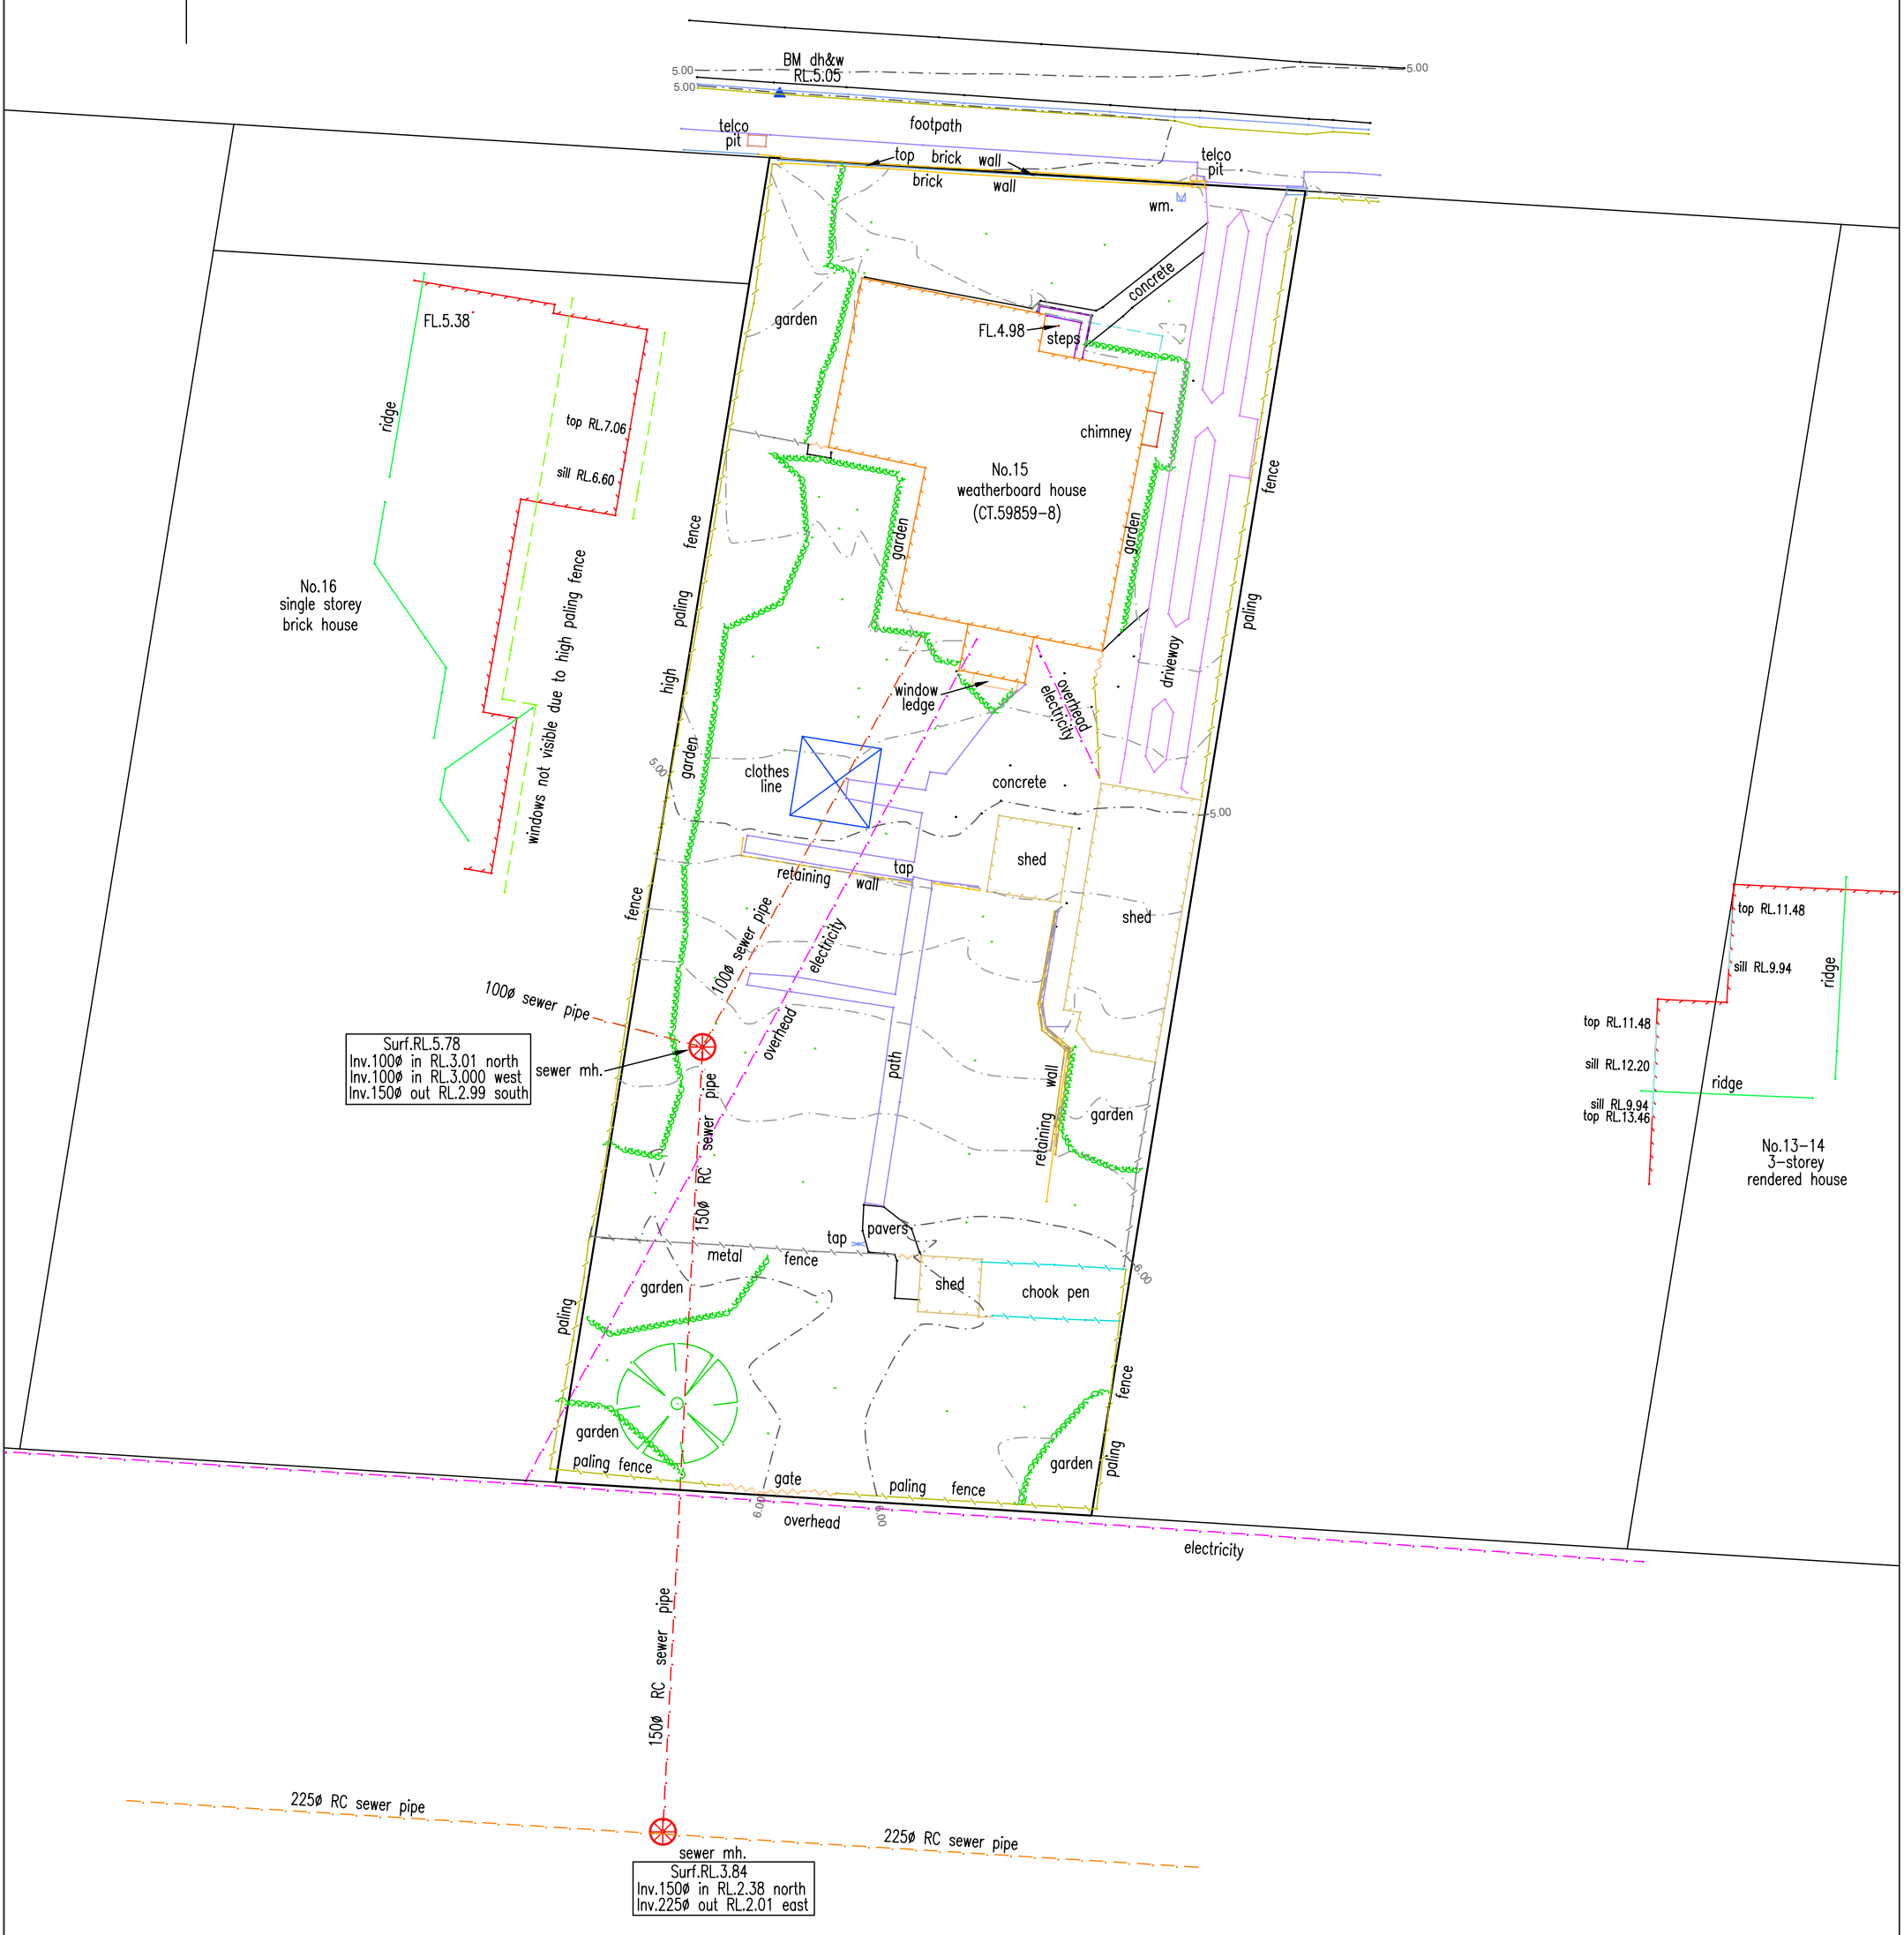 BM dh&w
RL.5.05
5.00
5.00
5.00
footpath
telco
pit
top brick wall
brick wall
telco
pit
wm.
concrete
garden
FL.4.98
steps
FL.5.38
ridge
top RL.7.06
sill RL.6.60
chimney
No.15
weatherboard house
(CT.59859-8)
fence
garden
garden
fence
paling
high
paling
driveway
No.16
single storey
brick house
windows not visible due to high paling fence
window
ledge
overhead
electricity
garden
5.00
clothes
line
concrete
5.00
shed
tap
retaining wall
fence
shed
100ø sewer pipe
electricity
overhead
100ø sewer pipe
Surf.RL.5.78
Inv.100ø in RL.3.01 north
Inv.100ø in RL.3.000 west
Inv.150ø out RL.2.99 south
sewer mh.
path
wall
retaining
garden
150ø RC sewer pipe
top RL.11.48
sill RL.9.94
ridge
top RL.11.48
sill RL.12.20
ridge
sill RL.9.94
top RL.13.46
No.13-14
3-storey
rendered house
pavers
tap
metal fence
garden
shed
chook pen
6.00
paling
fence
garden
paling fence
gate
paling fence
garden
paling
6.00
6.00
overhead
electricity
150ø RC sewer pipe
225ø RC sewer pipe
225ø RC sewer pipe
sewer mh.
Surf.RL.3.84
Inv.150ø in RL.2.38 north
Inv.225ø out RL.2.01 east